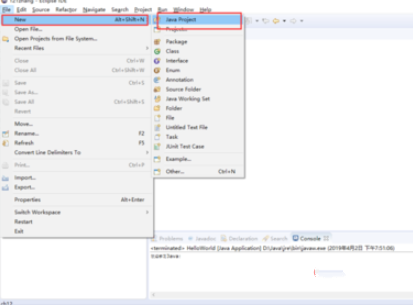 Eclipse IDE
File Edit Source Refactor Navigate Search Project Run Window Help
New Alt+Shift+N
Open File...
Open Projects from File System...
Recent Files
Close Ctrl+W
Close All Ctrl+Shift+W
Save Ctrl+S
Save As...
Save All Ctrl+Shift+S
Revert
Move...
Rename... F2
Refresh F5
Convert Line Delimiters To
Print... Ctrl+P
Import...
Export...
Properties Alt+Enter
Switch Workspace
Restart
Exit
Java Project
Project...
Package
Class
Interface
Enum
Annotation
Source Folder
Java Working Set
Folder
File
Untitled Text File
Task
JUnit Test Case
Example...
Other... Ctrl+N
Problems Javadoc Declaration Search Console
<terminated> HelloWorld [Java Application] D:\Java\jre\bin\javaw.exe (2019年4月2日 下午7:51:06)